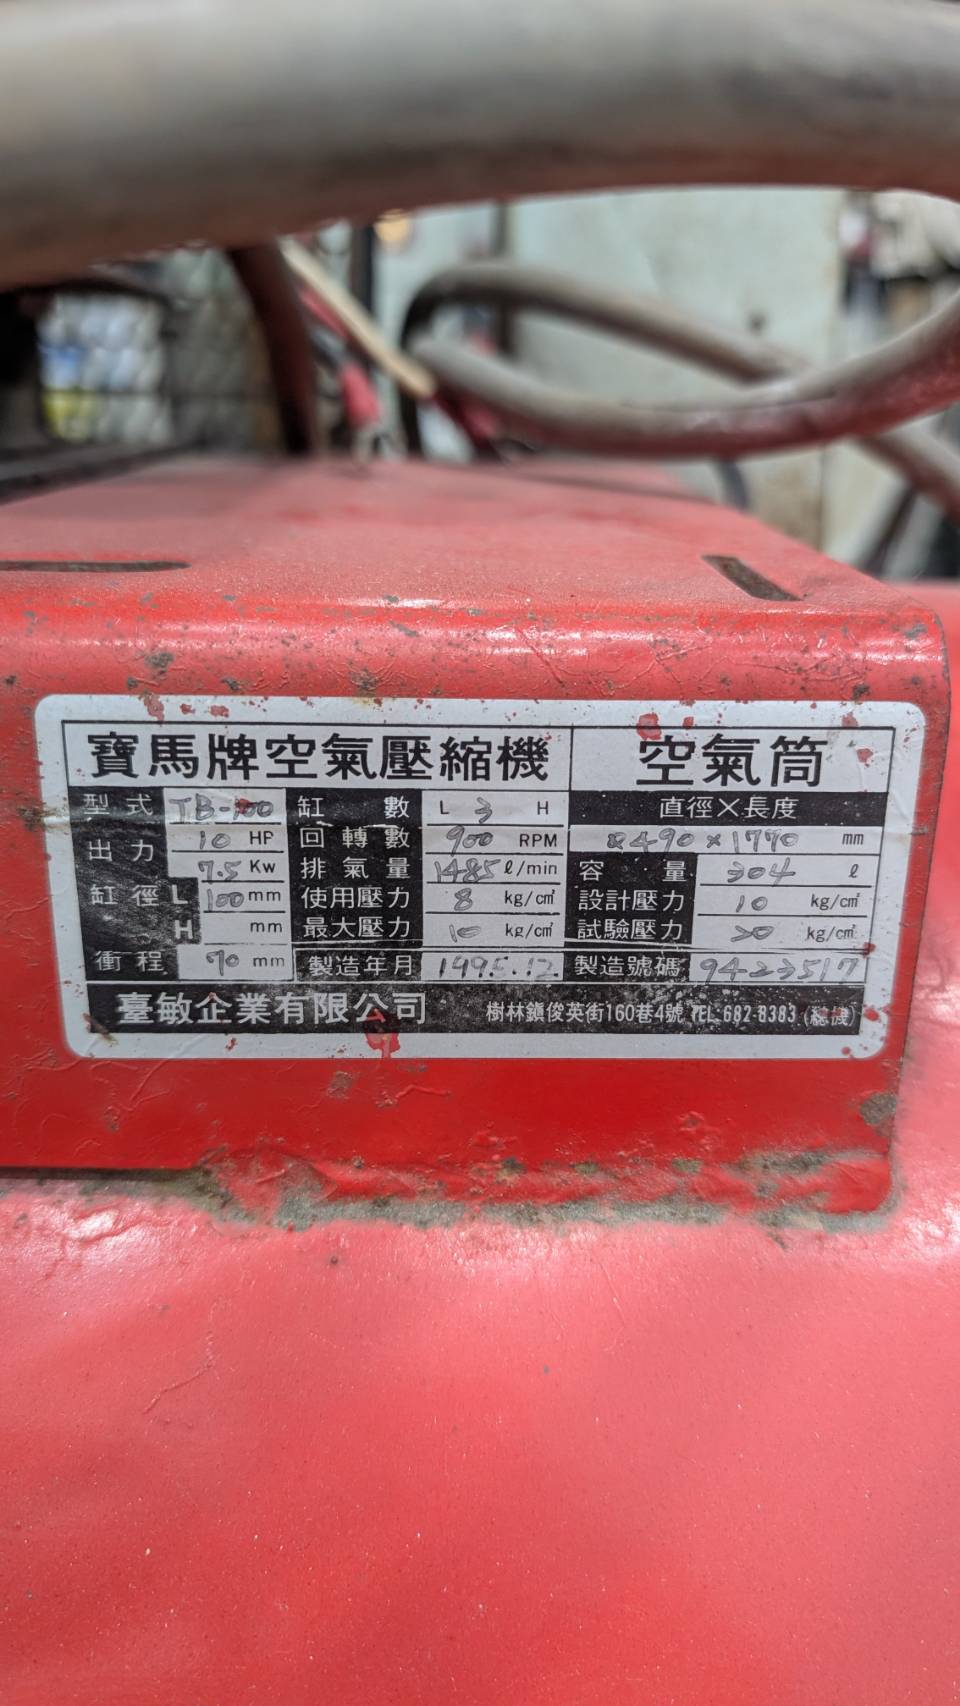 寶馬牌空氣壓縮機 空氣筒
型式 TB-100 缸數 L 3 H 直徑×長度
出力 10 HP 回轉數 900 RPM 490×1770 mm
7.5 Kw 排氣量 1485 ℓ/min 容量 304 ℓ
缸徑 L 100 mm 使用壓力 8 kg/c㎡ 設計壓力 10 kg/c㎡
H mm 最大壓力 10 kg/c㎡ 試驗壓力 20 kg/c㎡
衝程 70 mm 製造年月 1995.12. 製造號碼 9423517
臺敏企業有限公司 樹林鎮俊英街160巷4號 TEL:682-8383 (總機)